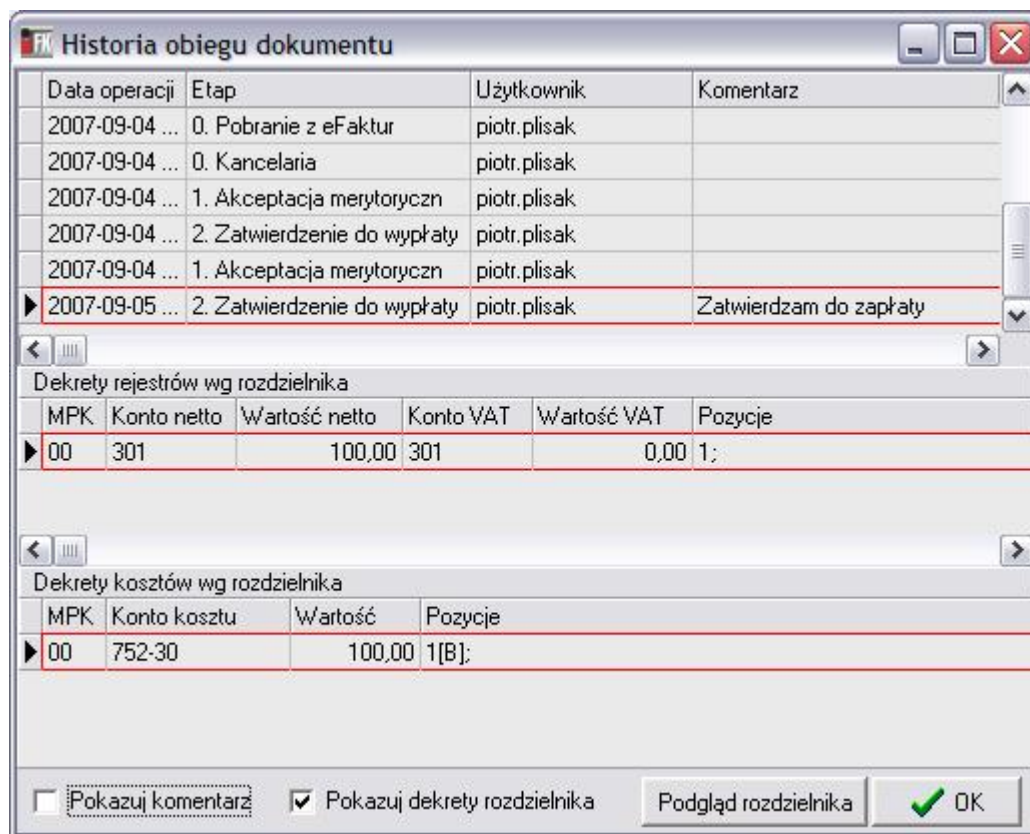 FK Historia obiegu dokumentu
Data operacji Etap Użytkownik Komentarz
2007-09-04 ... 0. Pobranie z eFaktur piotr.plisak
2007-09-04 ... 0. Kancelaria piotr.plisak
2007-09-04 ... 1. Akceptacja merytoryczn piotr.plisak
2007-09-04 ... 2. Zatwierdzenie do wypłaty piotr.plisak
2007-09-04 ... 1. Akceptacja merytoryczn piotr.plisak
2007-09-05 ... 2. Zatwierdzenie do wypłaty piotr.plisak Zatwierdzam do zapłaty
Dekrety rejestrów wg rozdzielnika
MPK Konto netto Wartość netto Konto VAT Wartość VAT Pozycje
00 301 100,00 301 0,00 1;
Dekrety kosztów wg rozdzielnika
MPK Konto kosztu Wartość Pozycje
00 752-30 100,00 1[B];
Pokazuj komentarz Pokazuj dekrety rozdzielnika Podgląd rozdzielnika OK